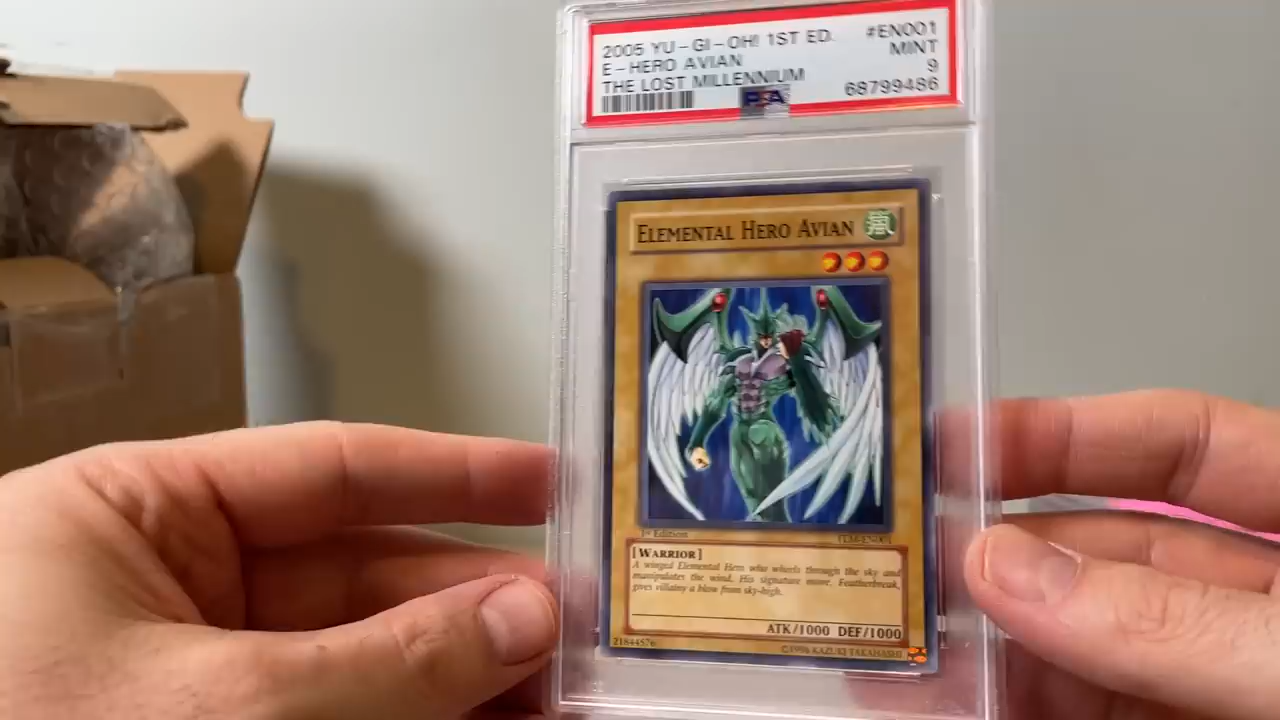 2005 YU-GI-OH! 1ST ED. #EN001
E-HERO AVIAN MINT
THE LOST MILLENNIUM 9
PSA 68799486
ELEMENTAL HERO AVIAN 風
1st Edition TLM-EN001
[WARRIOR]
A winged Elemental Hero who wheels through the sky and
manipulates the wind. His signature move, Featherbreak,
gives villainy a blow from sky-high.
ATK/1000 DEF/1000
21844576 ©1996 KAZUKI TAKAHASHI